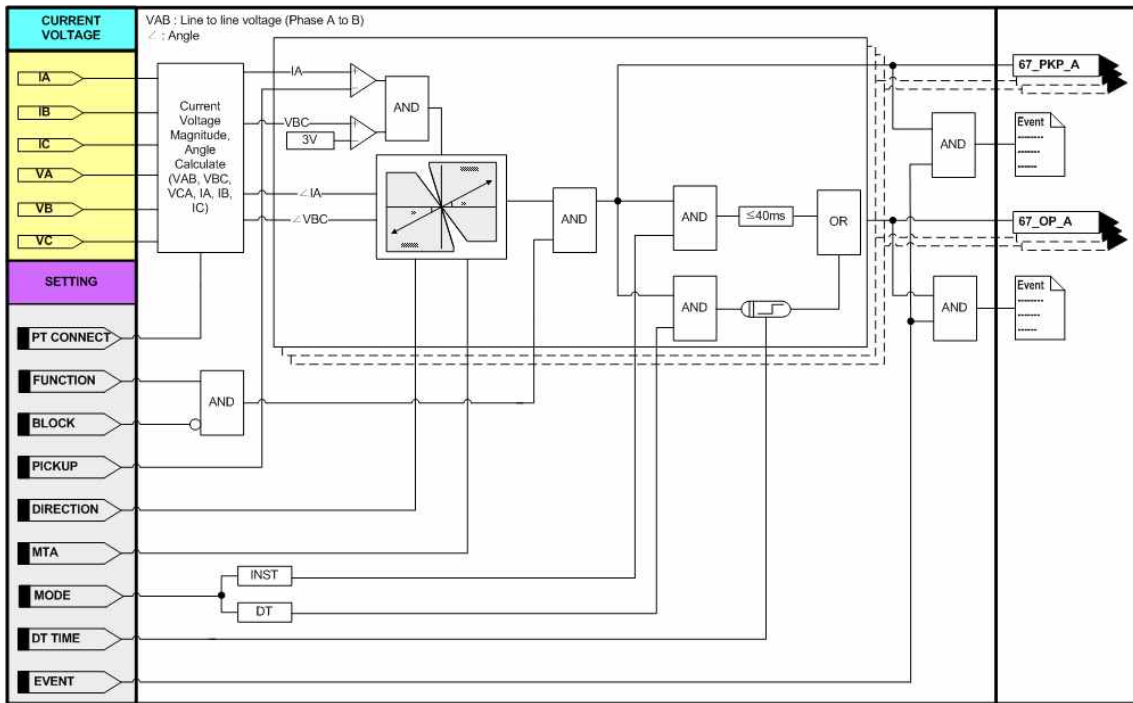 CURRENT
VOLTAGE
VAB : Line to line voltage (Phase A to B)
∠ : Angle
IA
IB
IC
VA
VB
VC
Current
Voltage
Magnitude,
Angle
Calculate
(VAB, VBC,
VCA, IA, IB,
IC)
IA
VBC
3V
∠IA
∠VBC
+
−
+
−
AND
AND
AND
≤40ms
OR
AND
67_PKP_A
AND
Event
67_OP_A
AND
Event
SETTING
PT CONNECT
FUNCTION
AND
BLOCK
PICKUP
DIRECTION
MTA
MODE
INST
DT
DT TIME
EVENT